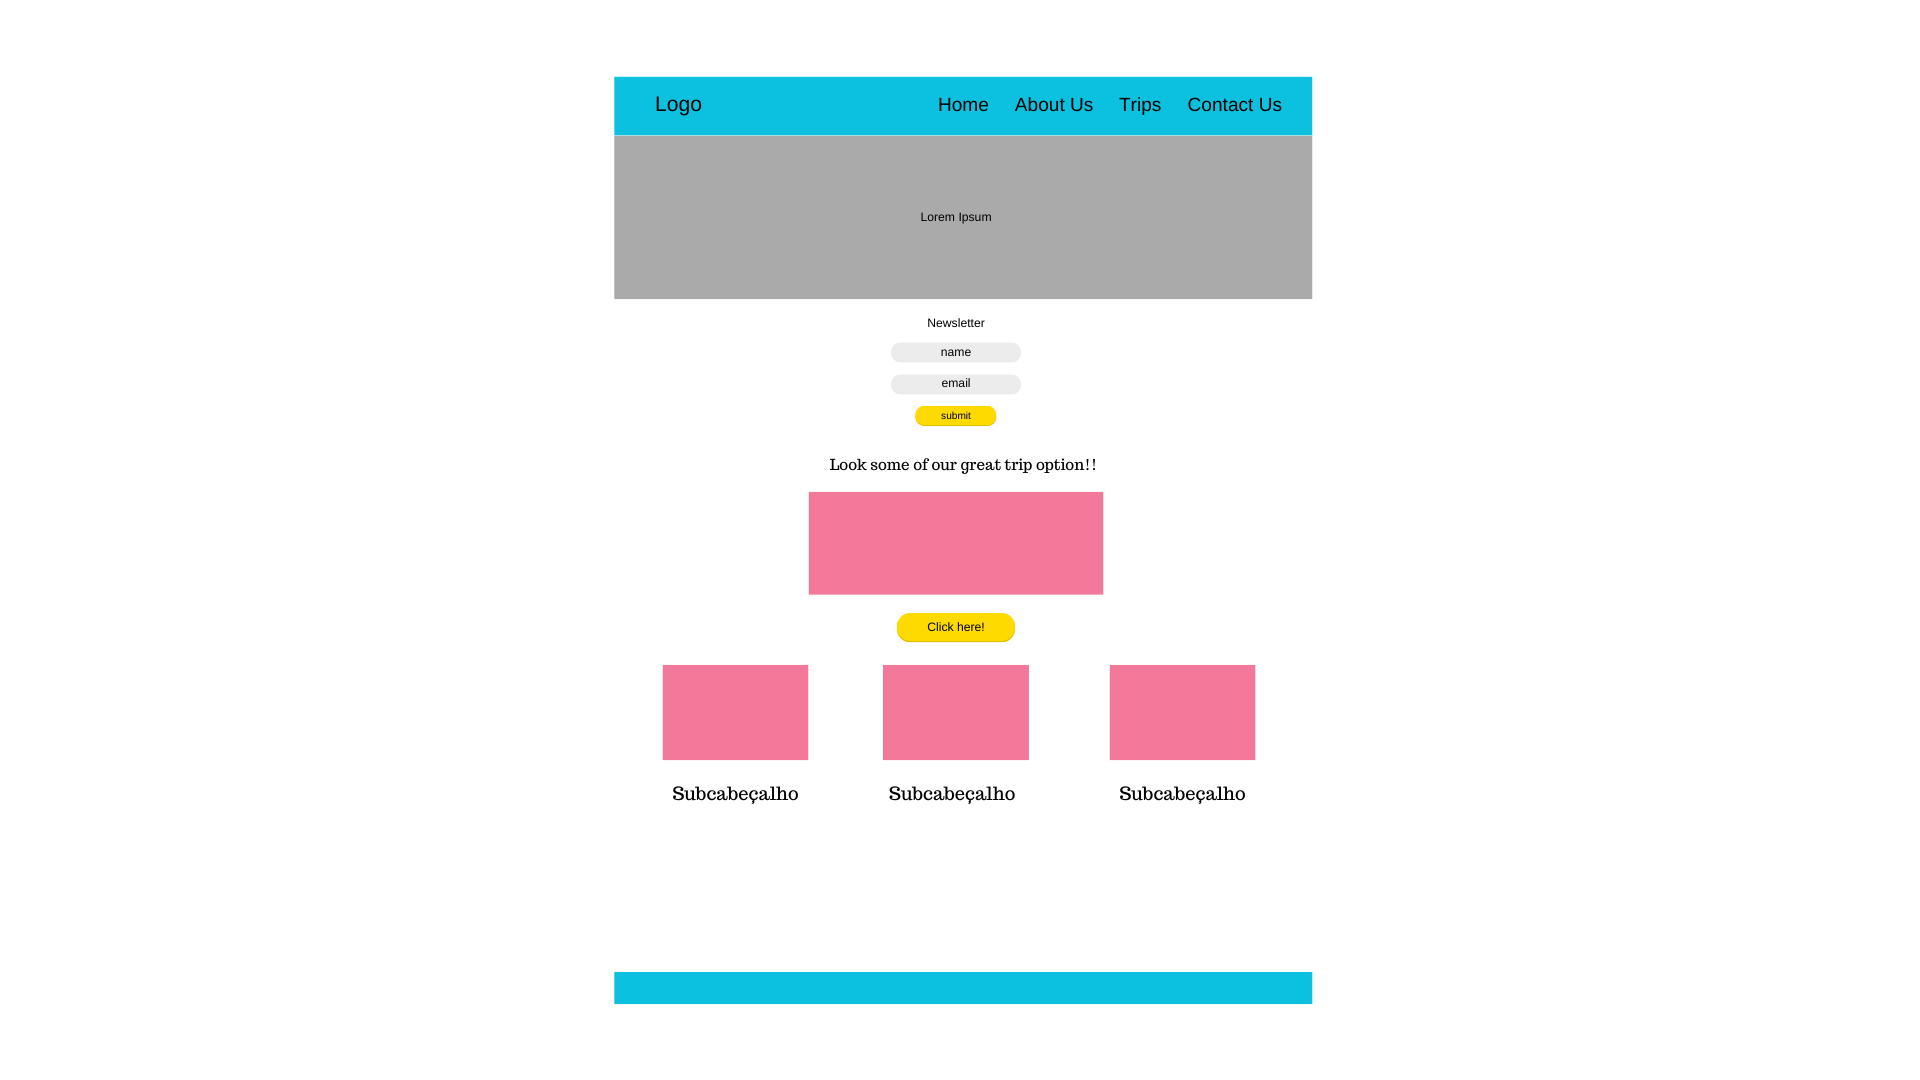 Logo Home About Us Trips Contact Us
Lorem Ipsum
Newsletter
name
email
submit
Look some of our great trip option!!
Click here!
Subcabeçalho Subcabeçalho Subcabeçalho